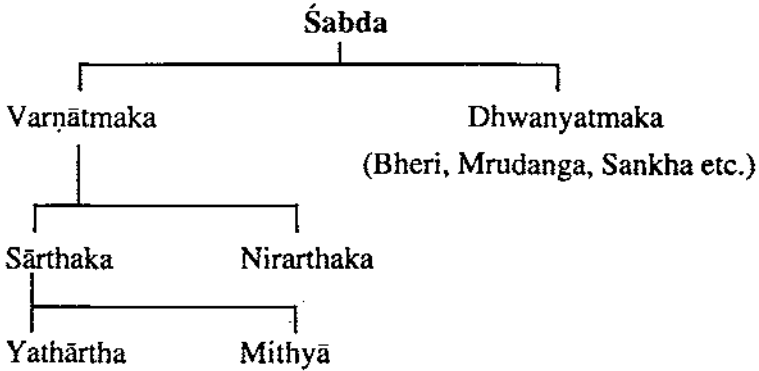 Śabda
Varṇātmaka Dhwanyatmaka
(Bheri, Mrudanga, Sankha etc.)
Sārthaka Nirarthaka
Yathārtha Mithyā